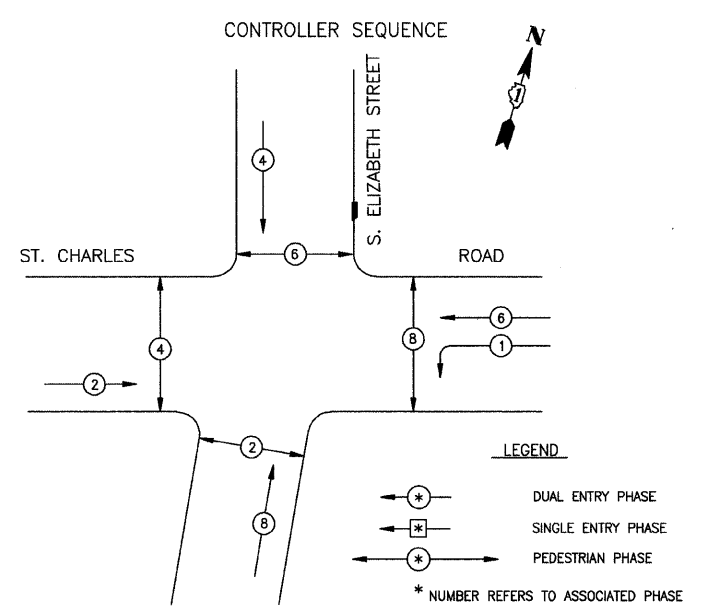 CONTROLLER SEQUENCE
N
1
S. ELIZABETH STREET
4
6
ST. CHARLES
ROAD
6
8
1
4
2
2
8
LEGEND
* DUAL ENTRY PHASE
* SINGLE ENTRY PHASE
* PEDESTRIAN PHASE
* NUMBER REFERS TO ASSOCIATED PHASE